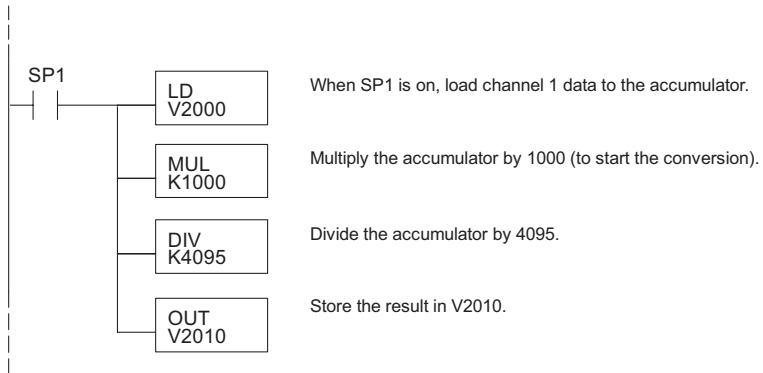 SP1
LD
V2000
When SP1 is on, load channel 1 data to the accumulator.
MUL
K1000
Multiply the accumulator by 1000 (to start the conversion).
DIV
K4095
Divide the accumulator by 4095.
OUT
V2010
Store the result in V2010.